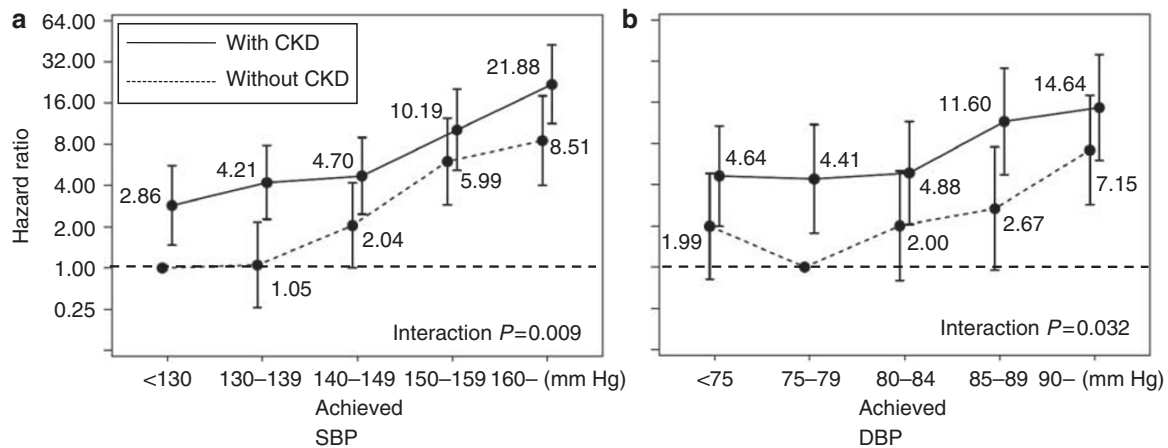 a
b
Hazard ratio
64.00
32.00
16.00
8.00
4.00
2.00
1.00
0.25
With CKD
Without CKD
2.86
4.21
4.70
10.19
21.88
1.05
2.04
5.99
8.51
Interaction P=0.009
<130 130–139 140–149 150–159 160– (mm Hg)
Achieved
SBP
4.64
4.41
4.88
11.60
14.64
1.99
2.00
2.67
7.15
Interaction P=0.032
<75 75–79 80–84 85–89 90– (mm Hg)
Achieved
DBP